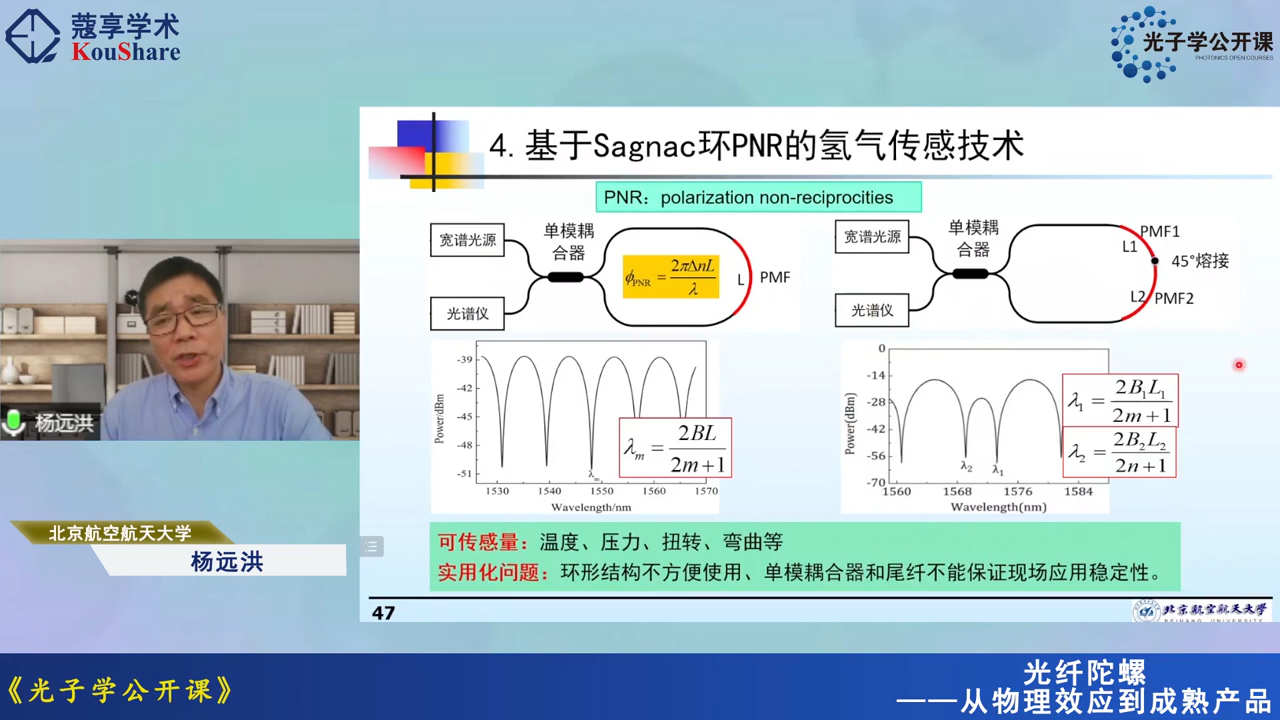 蔻享学术
KouShare
光子学公开课
PHOTONICS OPEN COURSES
4. 基于Sagnac环PNR的氢气传感技术
PNR：polarization non-reciprocities
宽谱光源
单模耦
合器
光谱仪
φPNR = 2πΔnL / λ
L
PMF
宽谱光源
单模耦
合器
光谱仪
PMF1
L1
45°熔接
L2
PMF2
Power/dBm
-39
-42
-45
-48
-51
1530 1540 1550 1560 1570
Wavelength/nm
λm
λm = 2BL / 2m+1
Power(dBm)
0
-14
-28
-42
-56
-70
1560 1568 1576 1584
Wavelength(nm)
λ2 λ1
λ1 = 2B1L1 / 2m+1
λ2 = 2B2L2 / 2n+1
可传感量：温度、压力、扭转、弯曲等
实用化问题：环形结构不方便使用、单模耦合器和尾纤不能保证现场应用稳定性。
47
北京航空航天大学
BEIHANG UNIVERSITY
杨远洪
北京航空航天大学
杨远洪
《光子学公开课》
光纤陀螺
——从物理效应到成熟产品